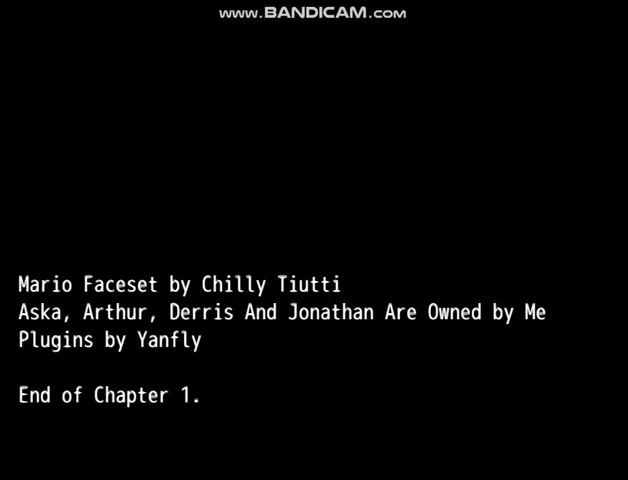 www.BANDICAM.com
Mario Faceset by Chilly Tiutti
Aska, Arthur, Derris And Jonathan Are Owned by Me
Plugins by Yanfly
End of Chapter 1.